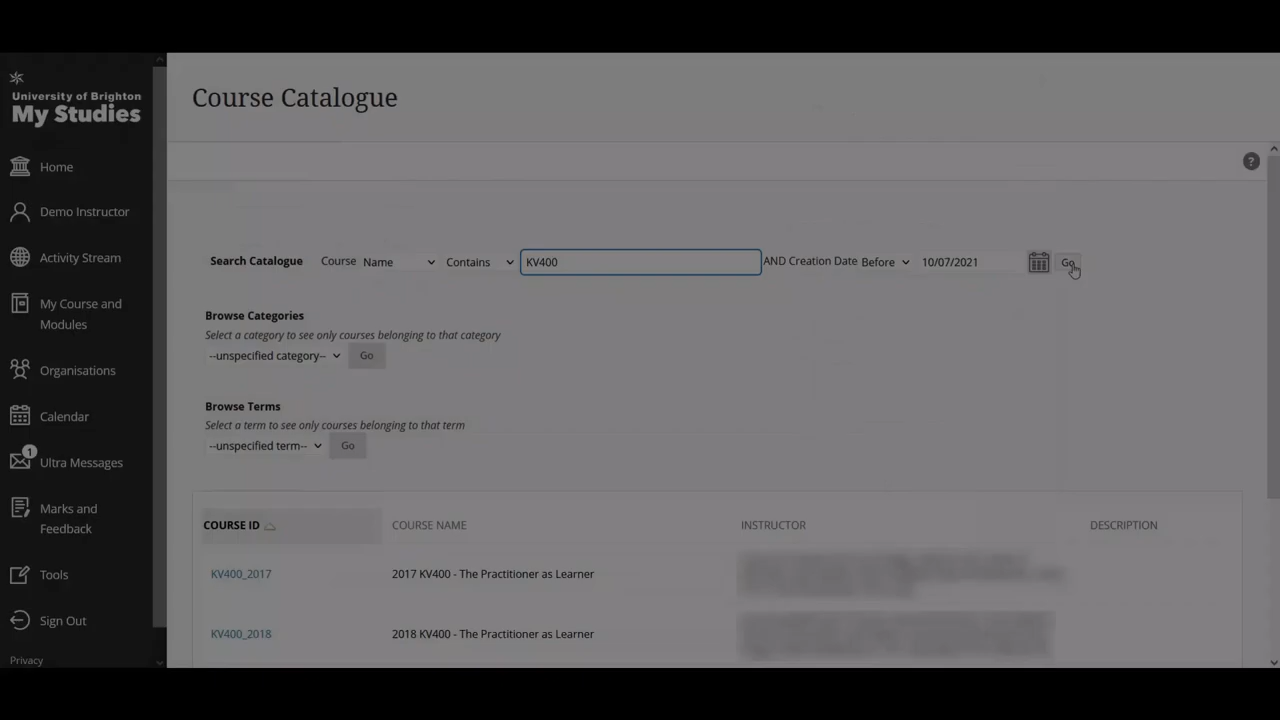 University of Brighton
My Studies
Home
Demo Instructor
Activity Stream
My Course and
Modules
Organisations
Calendar
1
Ultra Messages
Marks and
Feedback
Tools
Sign Out
Privacy
Course Catalogue
?
Search Catalogue Course Name Contains KV400 AND Creation Date Before 10/07/2021 Go
Browse Categories
Select a category to see only courses belonging to that category
--unspecified category-- Go
Browse Terms
Select a term to see only courses belonging to that term
--unspecified term-- Go
COURSE ID COURSE NAME INSTRUCTOR DESCRIPTION
KV400_2017 2017 KV400 - The Practitioner as Learner
KV400_2018 2018 KV400 - The Practitioner as Learner